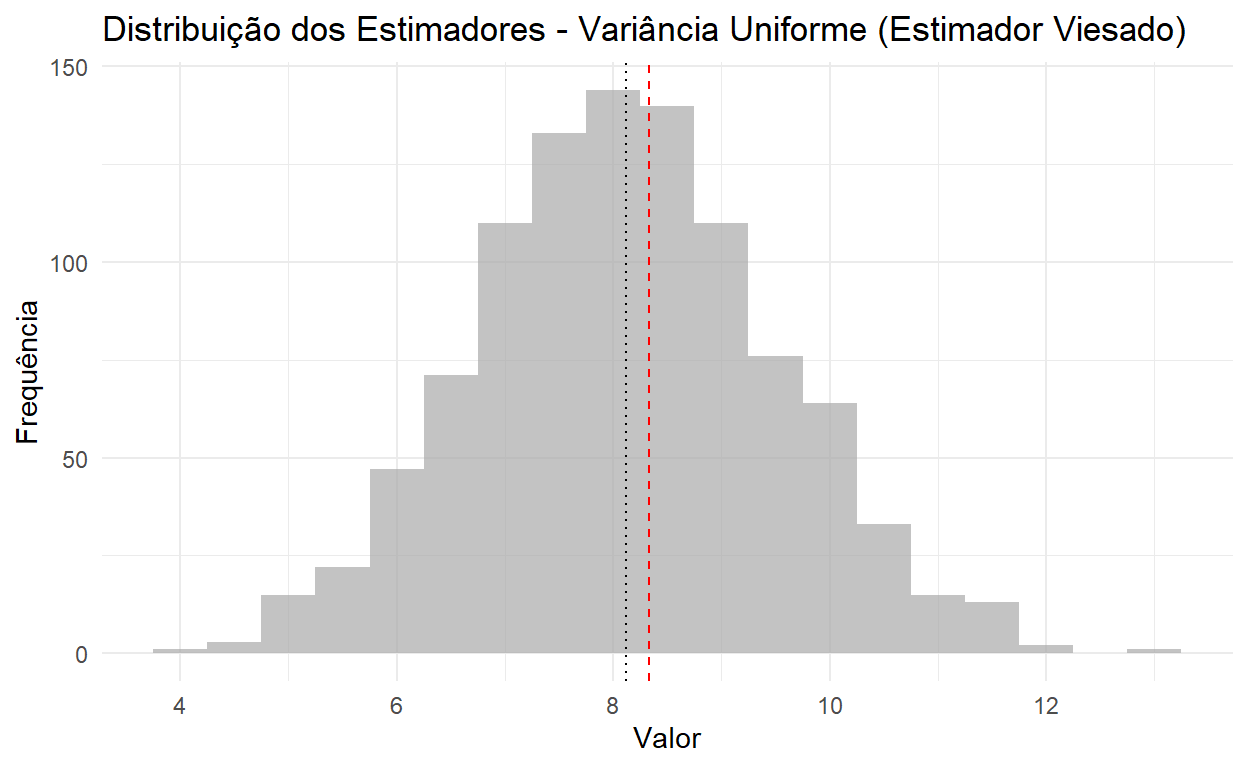 Distribuição dos Estimadores - Variância Uniforme (Estimador Viesado)
150
100
50
0
Frequência
4 6 8 10 12
Valor